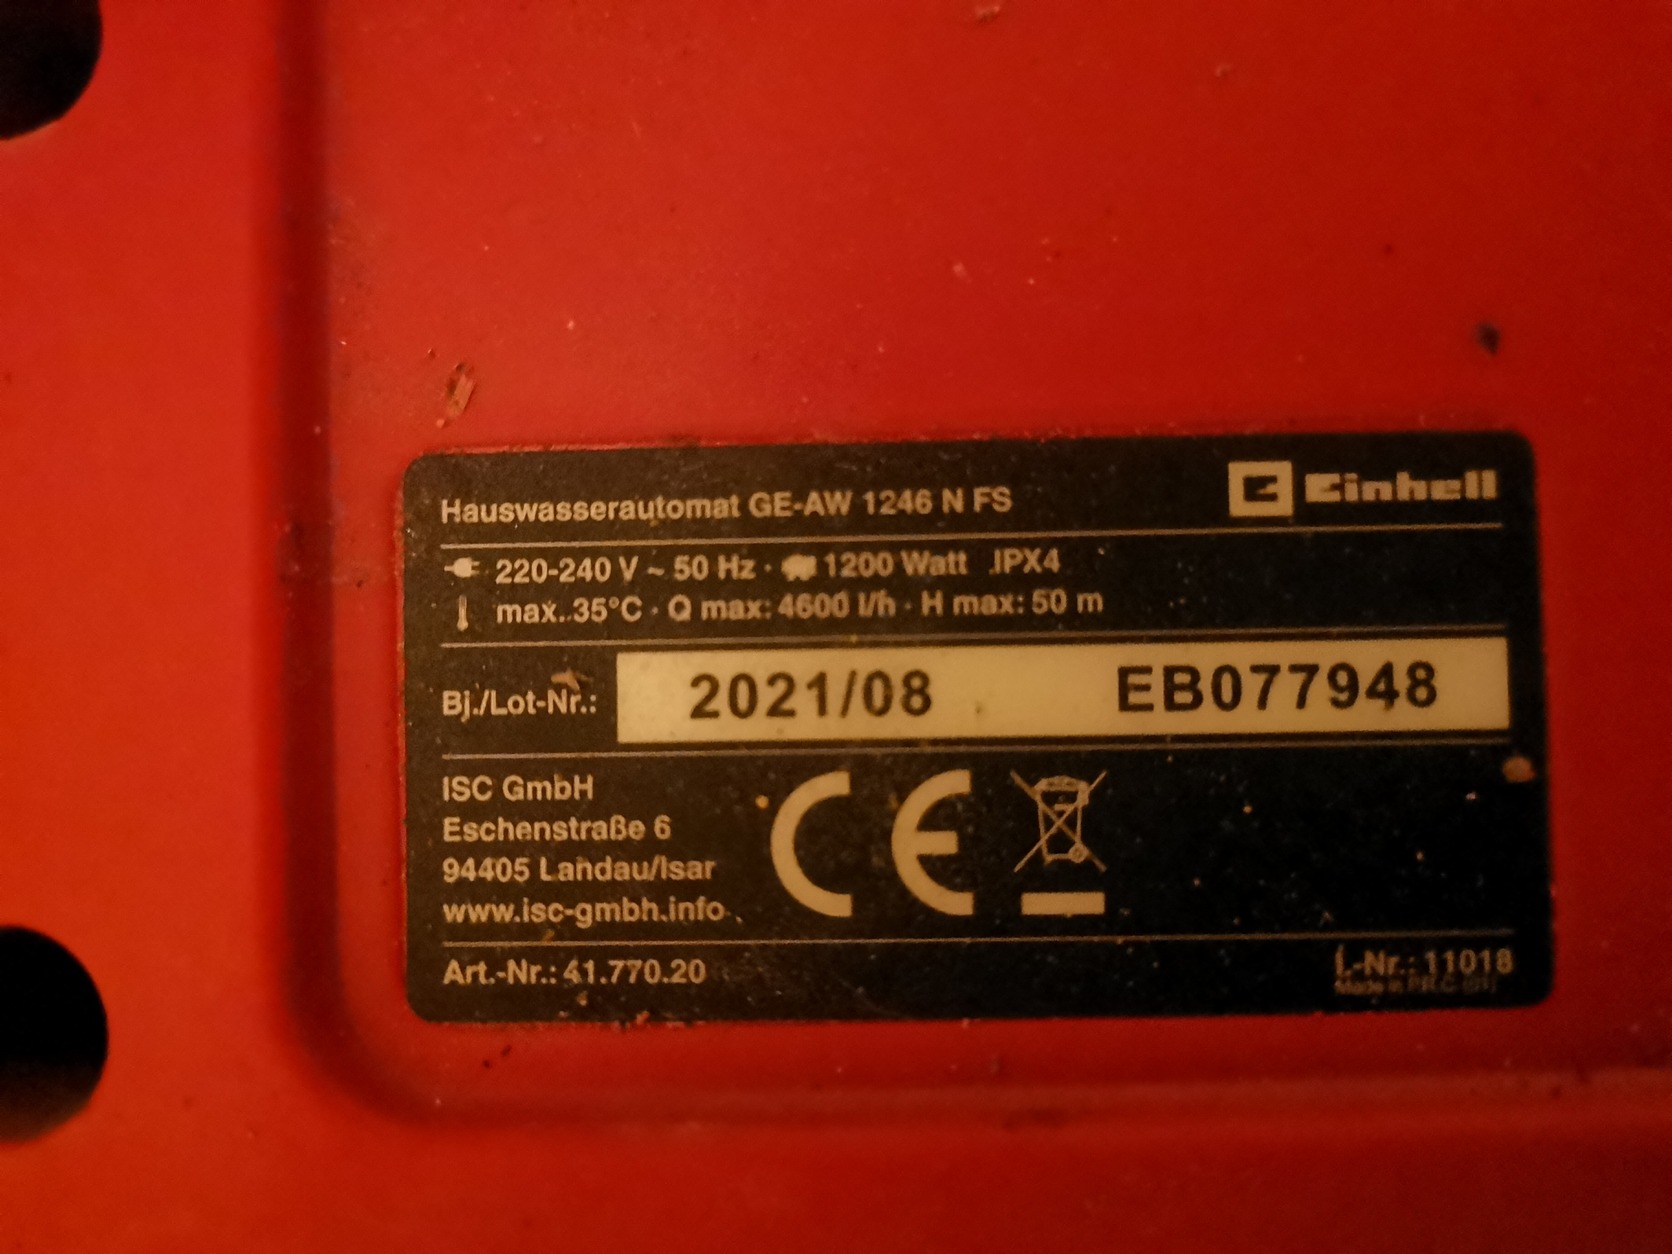 Hauswasserautomat GE-AW 1246 N FS
Einhell
220-240 V ~ 50 Hz · 1200 Watt IPX4
max. 35°C · Q max: 4600 l/h · H max: 50 m
Bj./Lot-Nr.: 2021/08 EB077948
ISC GmbH
Eschenstraße 6
94405 Landau/Isar
www.isc-gmbh.info
CE
Art.-Nr.: 41.770.20
I.-Nr.: 11018
Made in P.R.C.